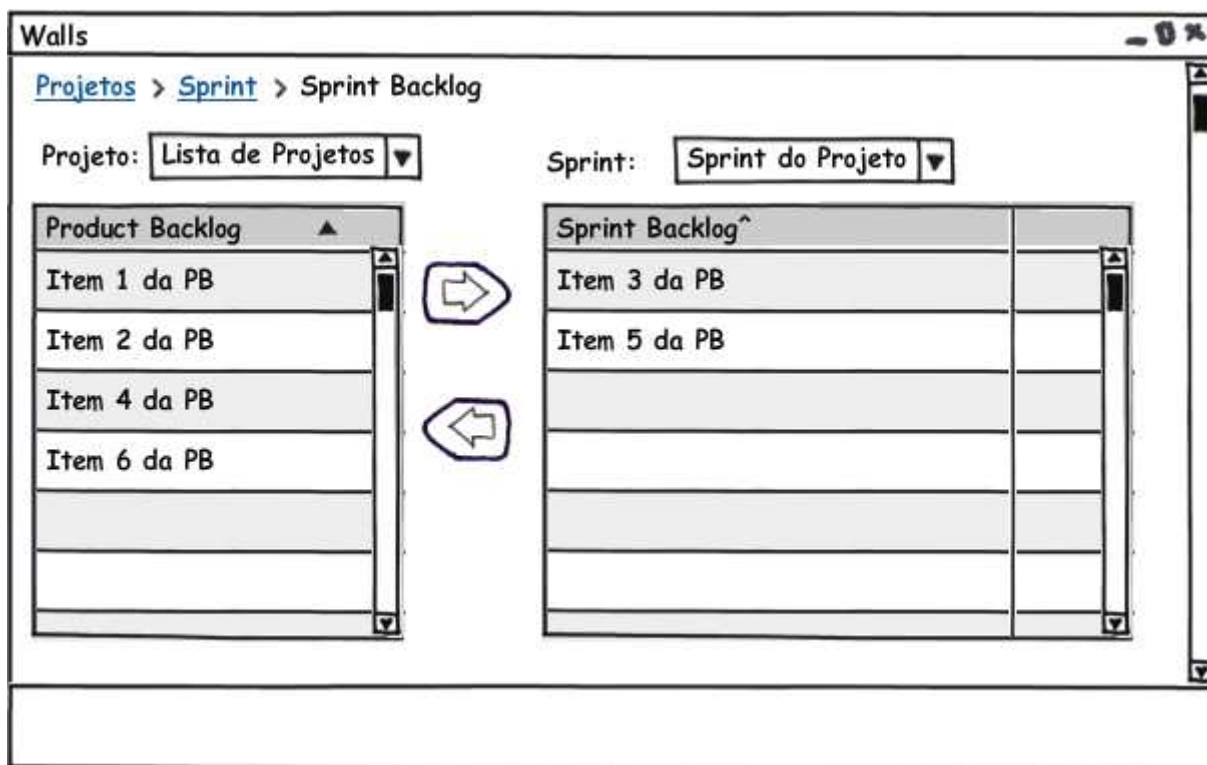 Walls
Projetos > Sprint > Sprint Backlog
Projeto: Lista de Projetos
Sprint: Sprint do Projeto
Product Backlog
Item 1 da PB
Item 2 da PB
Item 4 da PB
Item 6 da PB
Sprint Backlog^
Item 3 da PB
Item 5 da PB